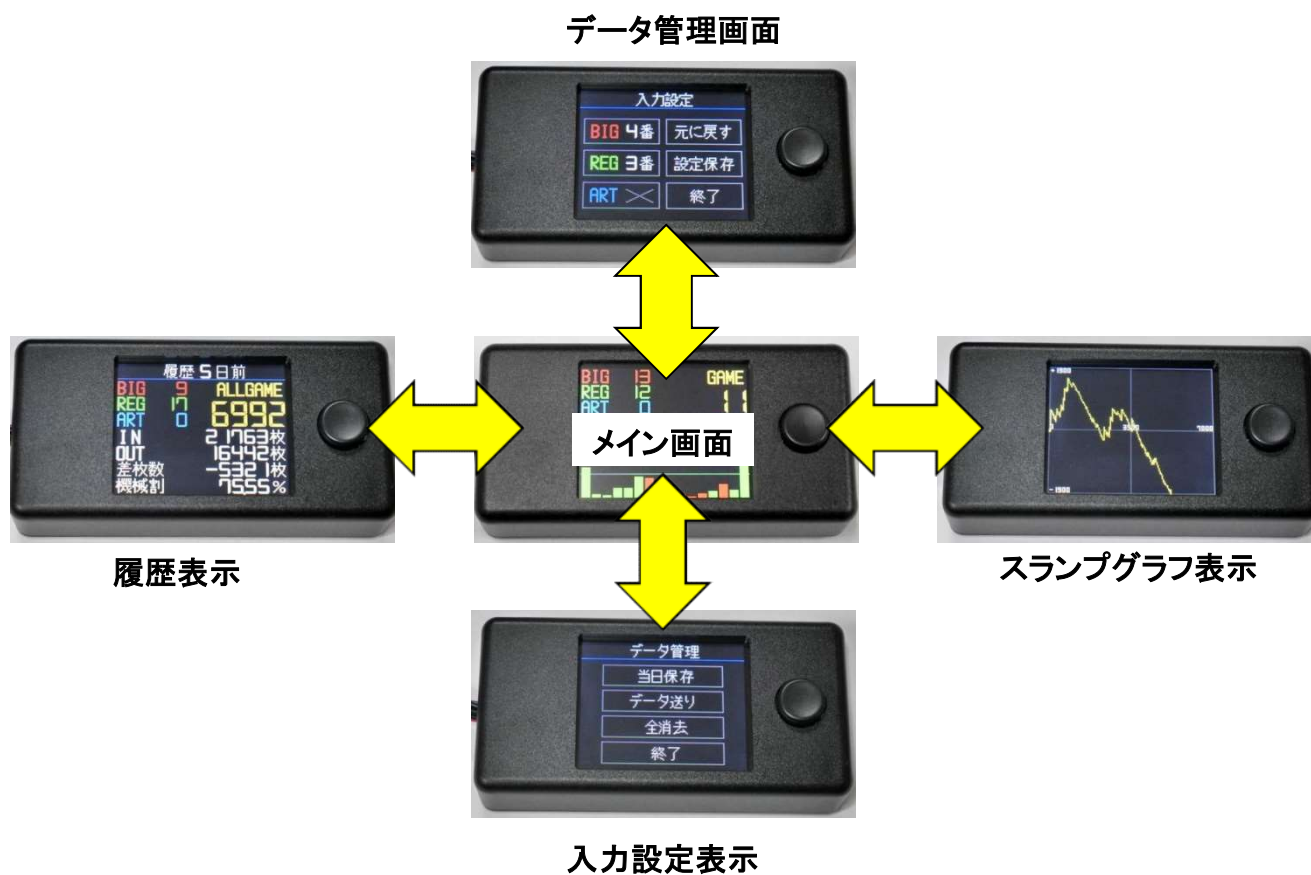 データ管理画面
入力設定
BIG 4番 元に戻す
REG 3番 設定保存
ART × 終了
履歴 5日前
BIG 9 ALLGAME
REG 17 6992
ART 0
IN 21763枚
OUT 16442枚
差枚数 -5321枚
機械割 75.55%
BIG 13 GAME
REG 12 11
ART 0
メイン画面
+1500
3500 7000
-1500
履歴表示
スランプグラフ表示
データ管理
当日保存
データ送り
全消去
終了
入力設定表示